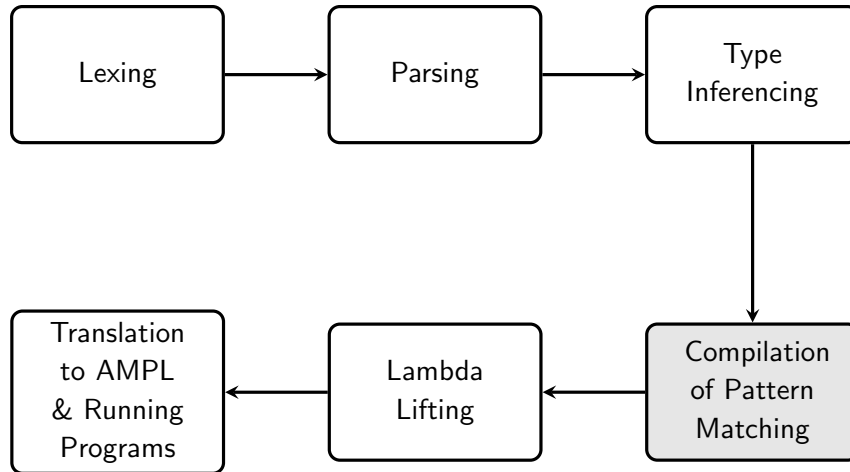 Lexing
Parsing
Type
Inferencing
Translation
to AMPL
& Running
Programs
Lambda
Lifting
Compilation
of Pattern
Matching